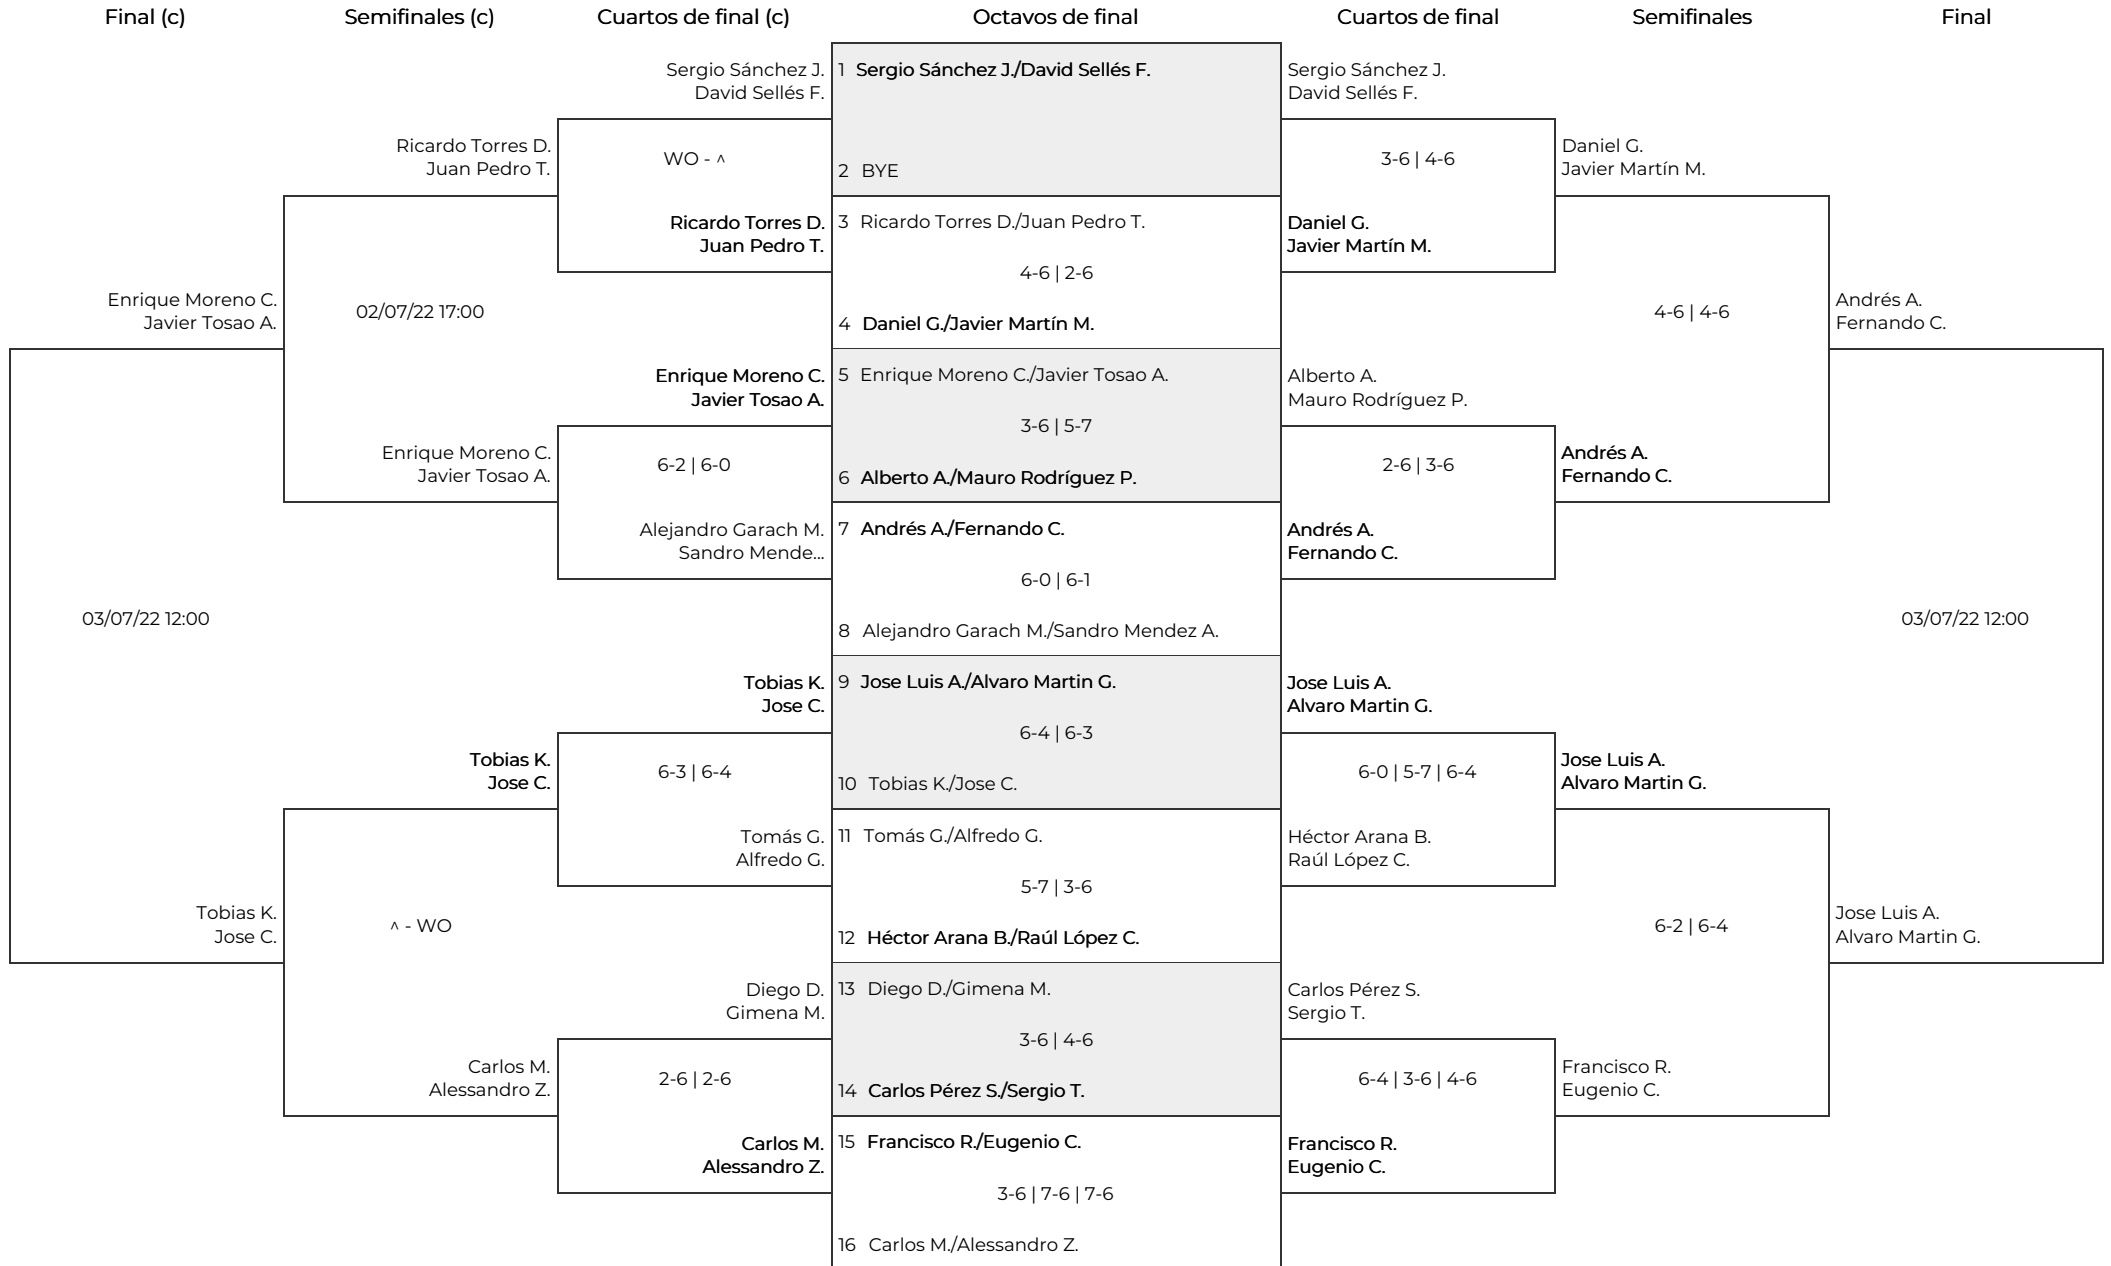 Final (c)
Semifinales (c)
Cuartos de final (c)
Octavos de final
Cuartos de final
Semifinales
Final
Enrique Moreno C.
Javier Tosao A.
03/07/22 12:00
Tobias K.
Jose C.
Ricardo Torres D.
Juan Pedro T.
02/07/22 17:00
Enrique Moreno C.
Javier Tosao A.
Tobias K.
Jose C.
^ - WO
Carlos M.
Alessandro Z.
Sergio Sánchez J.
David Sellés F.
WO - ^
Ricardo Torres D.
Juan Pedro T.
Enrique Moreno C.
Javier Tosao A.
6-2 | 6-0
Alejandro Garach M.
Sandro Mende...
Tobias K.
Jose C.
6-3 | 6-4
Tomás G.
Alfredo G.
Diego D.
Gimena M.
2-6 | 2-6
Carlos M.
Alessandro Z.
1 Sergio Sánchez J./David Sellés F.
2 BYE
3 Ricardo Torres D./Juan Pedro T.
4-6 | 2-6
4 Daniel G./Javier Martín M.
5 Enrique Moreno C./Javier Tosao A.
3-6 | 5-7
6 Alberto A./Mauro Rodríguez P.
7 Andrés A./Fernando C.
6-0 | 6-1
8 Alejandro Garach M./Sandro Mendez A.
9 Jose Luis A./Alvaro Martin G.
6-4 | 6-3
10 Tobias K./Jose C.
11 Tomás G./Alfredo G.
5-7 | 3-6
12 Héctor Arana B./Raúl López C.
13 Diego D./Gimena M.
3-6 | 4-6
14 Carlos Pérez S./Sergio T.
15 Francisco R./Eugenio C.
3-6 | 7-6 | 7-6
16 Carlos M./Alessandro Z.
Sergio Sánchez J.
David Sellés F.
3-6 | 4-6
Daniel G.
Javier Martín M.
Alberto A.
Mauro Rodríguez P.
2-6 | 3-6
Andrés A.
Fernando C.
Jose Luis A.
Alvaro Martin G.
6-0 | 5-7 | 6-4
Héctor Arana B.
Raúl López C.
Carlos Pérez S.
Sergio T.
6-4 | 3-6 | 4-6
Francisco R.
Eugenio C.
Daniel G.
Javier Martín M.
4-6 | 4-6
Andrés A.
Fernando C.
Jose Luis A.
Alvaro Martin G.
6-2 | 6-4
Francisco R.
Eugenio C.
Andrés A.
Fernando C.
03/07/22 12:00
Jose Luis A.
Alvaro Martin G.